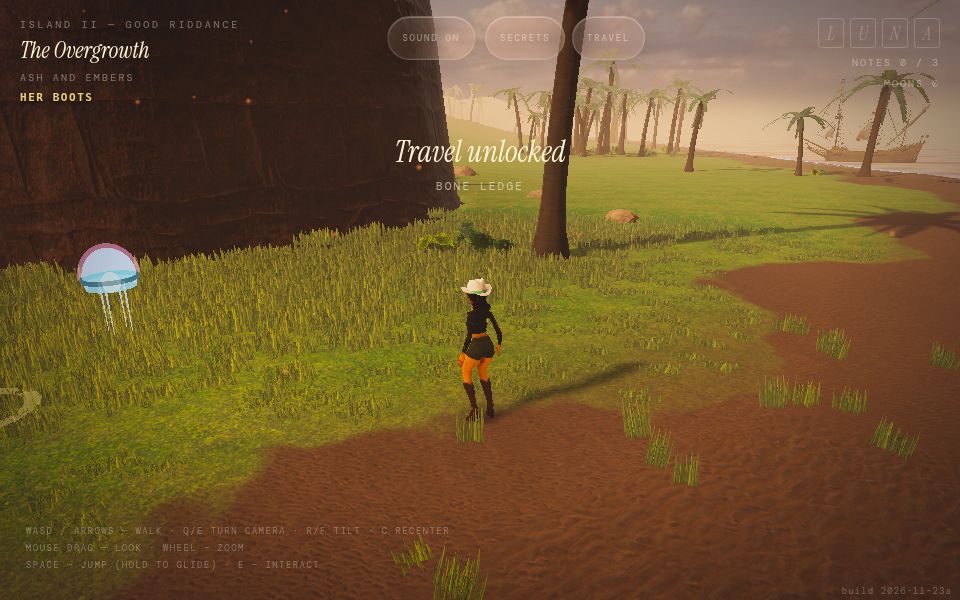 ISLAND II — GOOD RIDDANCE
The Overgrowth
ASH AND EMBERS
HER BOOTS
SOUND ON
SECRETS
TRAVEL
L U N A
NOTES 0 / 3
MOONS 0
Travel unlocked
BONE LEDGE
WASD / ARROWS — WALK · Q/E TURN CAMERA · R/F TILT · C RECENTER
MOUSE DRAG — LOOK · WHEEL — ZOOM
SPACE — JUMP (HOLD TO GLIDE) · E — INTERACT
build 2026-11-23a